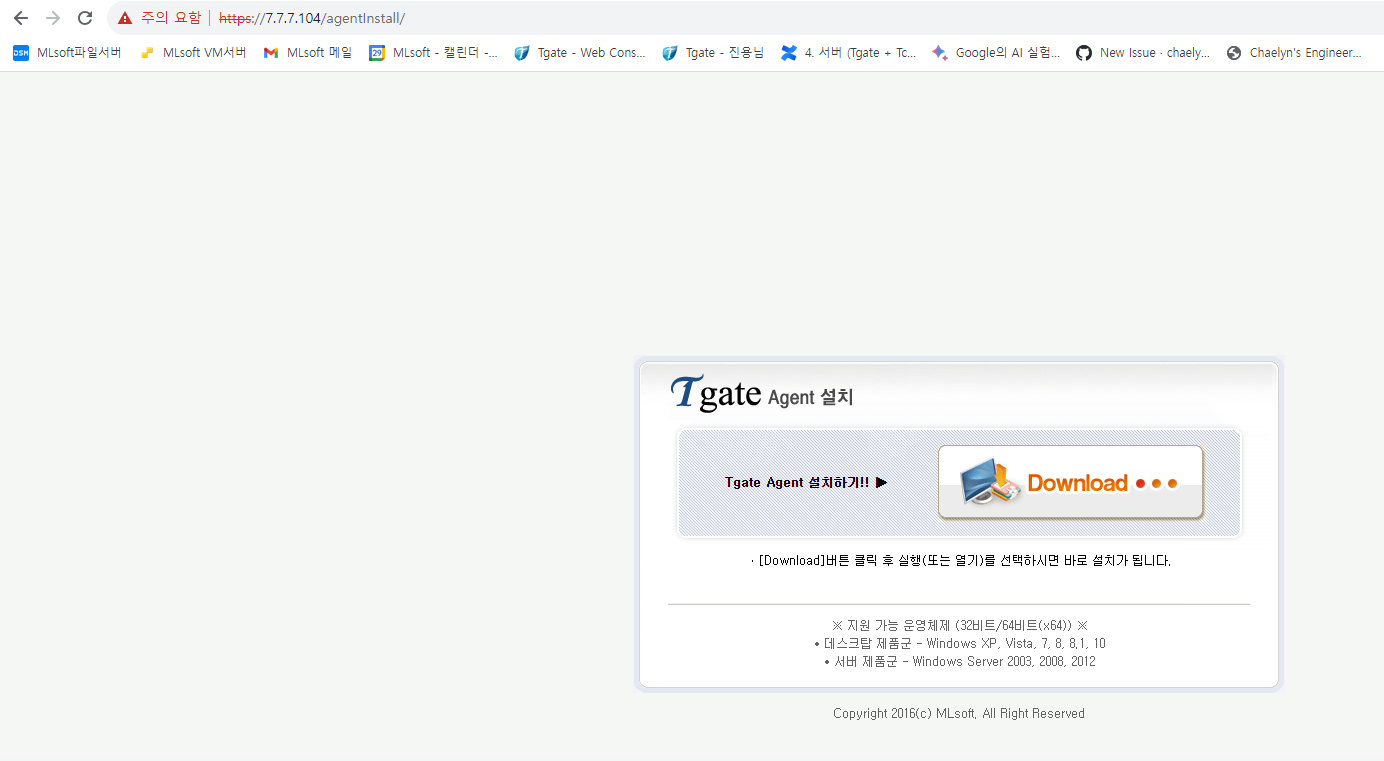 주의 요함 https://7.7.7.104/agentInstall/
DSM MLsoft파일서버 MLsoft VM서버 MLsoft 메일 29 MLsoft - 캘린더 -... Tgate - Web Cons... Tgate - 진용님 4. 서버 (Tgate + Tc... Google의 AI 실험... New Issue · chaely... Chaelyn's Engineer...
Tgate Agent 설치
Tgate Agent 설치하기!! ▶ Download
· [Download]버튼 클릭 후 실행(또는 열기)를 선택하시면 바로 설치가 됩니다.
※ 지원 가능 운영체제 (32비트/64비트(x64)) ※
• 데스크탑 제품군 - Windows XP, Vista, 7, 8, 8.1, 10
• 서버 제품군 - Windows Server 2003, 2008, 2012
Copyright 2016(c) MLsoft, All Right Reserved